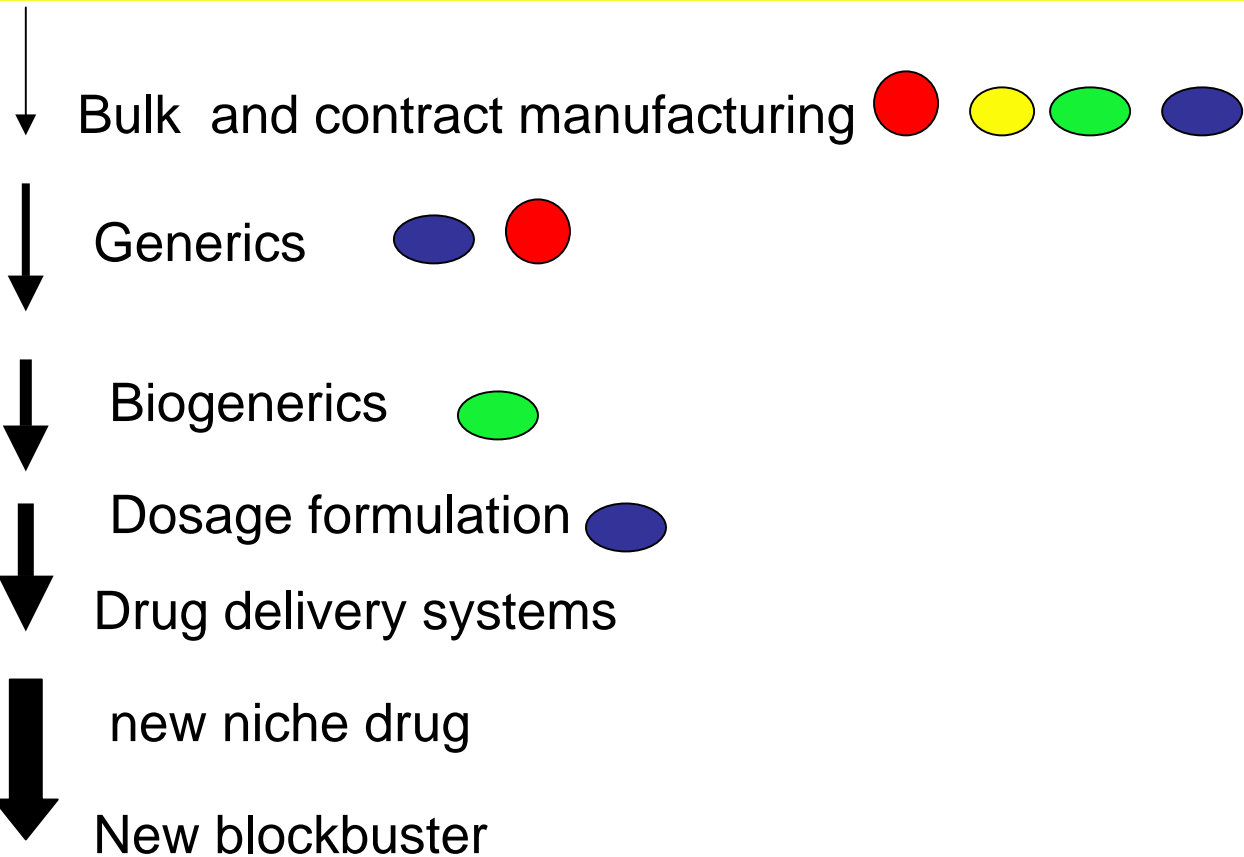 Bulk and contract manufacturing
Generics
Biogenerics
Dosage formulation
Drug delivery systems
new niche drug
New blockbuster